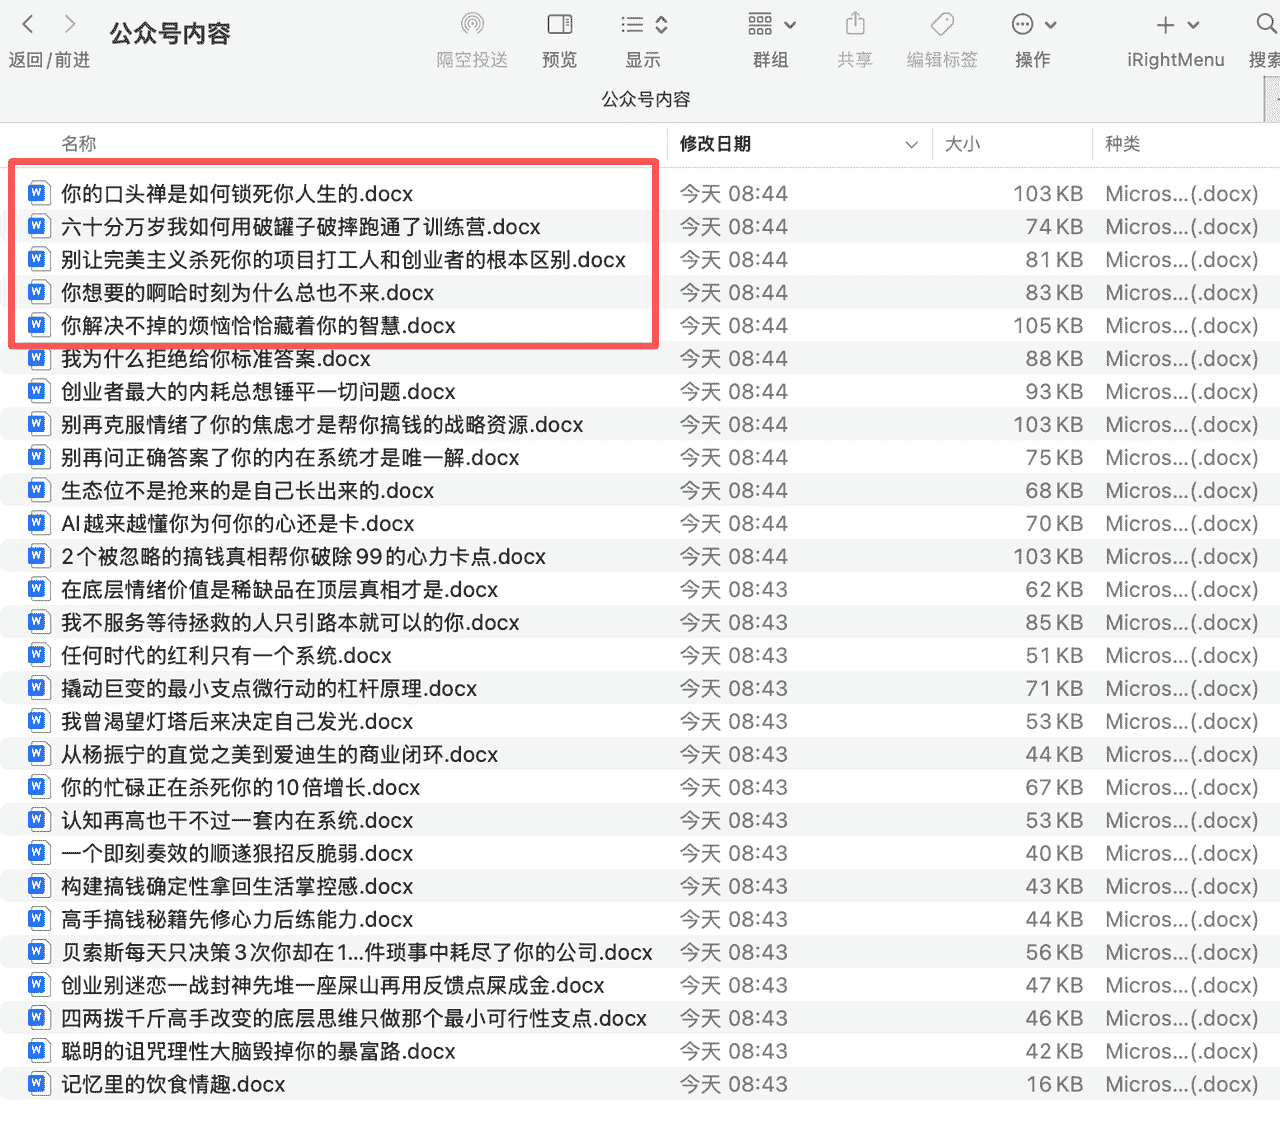 公众号内容
返回/前进
隔空投送
预览
显示
群组
共享
编辑标签
操作
iRightMenu
搜索
公众号内容
名称 修改日期 大小 种类
你的口头禅是如何锁死你人生的.docx 今天 08:44 103 KB Micros...(.docx)
六十分万岁我如何用破罐子破摔跑通了训练营.docx 今天 08:44 74 KB Micros...(.docx)
别让完美主义杀死你的项目打工人和创业者的根本区别.docx 今天 08:44 81 KB Micros...(.docx)
你想要的啊哈时刻为什么总也不来.docx 今天 08:44 83 KB Micros...(.docx)
你解决不掉的烦恼恰恰藏着你的智慧.docx 今天 08:44 105 KB Micros...(.docx)
我为什么拒绝给你标准答案.docx 今天 08:44 88 KB Micros...(.docx)
创业者最大的内耗总想锤平一切问题.docx 今天 08:44 93 KB Micros...(.docx)
别再克服情绪了你的焦虑才是帮你搞钱的战略资源.docx 今天 08:44 103 KB Micros...(.docx)
别再问正确答案了你的内在系统才是唯一解.docx 今天 08:44 75 KB Micros...(.docx)
生态位不是抢来的是自己长出来的.docx 今天 08:44 68 KB Micros...(.docx)
AI越来越懂你为何你的心还是卡.docx 今天 08:44 70 KB Micros...(.docx)
2个被忽略的搞钱真相帮你破除99的心力卡点.docx 今天 08:44 103 KB Micros...(.docx)
在底层情绪价值是稀缺品在顶层真相才是.docx 今天 08:43 62 KB Micros...(.docx)
我不服务等待拯救的人只引路本就可以的你.docx 今天 08:43 85 KB Micros...(.docx)
任何时代的红利只有一个系统.docx 今天 08:43 51 KB Micros...(.docx)
撬动巨变的最小支点微行动的杠杆原理.docx 今天 08:43 71 KB Micros...(.docx)
我曾渴望灯塔后来决定自己发光.docx 今天 08:43 53 KB Micros...(.docx)
从杨振宁的直觉之美到爱迪生的商业闭环.docx 今天 08:43 44 KB Micros...(.docx)
你的忙碌正在杀死你的10倍增长.docx 今天 08:43 67 KB Micros...(.docx)
认知再高也干不过一套内在系统.docx 今天 08:43 53 KB Micros...(.docx)
一个即刻奏效的顺遂狠招反脆弱.docx 今天 08:43 40 KB Micros...(.docx)
构建搞钱确定性拿回生活掌控感.docx 今天 08:43 43 KB Micros...(.docx)
高手搞钱秘籍先修心力后练能力.docx 今天 08:43 44 KB Micros...(.docx)
贝索斯每天只决策3次你却在1...件琐事中耗尽了你的公司.docx 今天 08:43 56 KB Micros...(.docx)
创业别迷恋一战封神先堆一座屎山再用反馈点屎成金.docx 今天 08:43 47 KB Micros...(.docx)
四两拨千斤高手改变的底层思维只做那个最小可行性支点.docx 今天 08:43 46 KB Micros...(.docx)
聪明的诅咒理性大脑毁掉你的暴富路.docx 今天 08:43 42 KB Micros...(.docx)
记忆里的饮食情趣.docx 今天 08:43 16 KB Micros...(.docx)